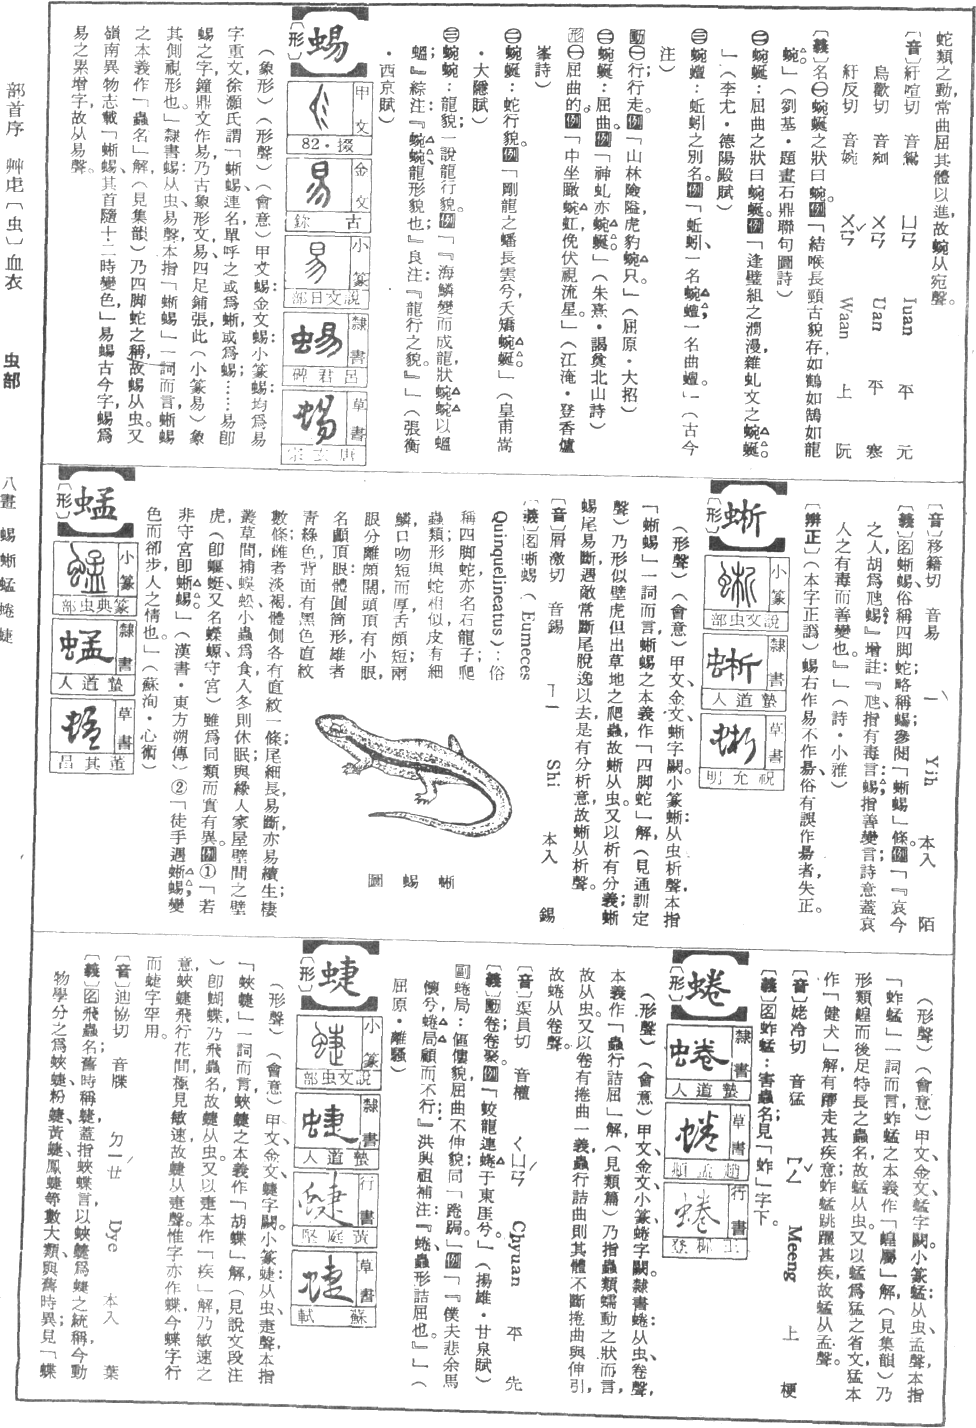 蛇類之動,常曲屈其體以進,故蜿从宛聲。
〔音〕紆喧切 音鴛 ㄩㄢ Iuan 平 元
烏歡切 音剜 ㄨㄢ Uan 平 寒
紆反切 音婉 ㄨㄢˇ Waan 上 阮
〔義〕名㊀蜿蜒之狀曰蜿。例「結喉長頸古貌存,如鶴如鵠如龍
蜿。」(劉基・題畫石鼎聯句圖詩)
㊁蜿蜒:屈曲之狀曰蜿蜒。例「逢璧組之潤漫,雜虬文之蜿蜒。
」(李尤・德陽殿賦)
㊂蜿蟺:蚯蚓之別名。例「蚯蚓,一名蜿蟺;一名曲蟺。」(古今
注)
動㊀行行走。例「山林險隘,虎豹蜿只。」(屈原・大招)
㊁蜿蜒:屈曲。例「神虬亦蜿蜒。」(朱熹・謁奠北山詩)
形㊀屈曲的。例「中坐瞰蜿虹,俛伏視流星。」(江淹・登香爐
峯詩)
㊁蜿蜒:蛇行貌。例「剛龍之蟠長雲兮,夭矯蜿蜒。」(皇甫嵩
・大隱賦)
㊂蜿蜿:龍貌;一說龍行貌。例「『海鱗變而成龍,狀蜿蜿以蝹
蝹;』綜注:『蜿蜿、龍形貌也;』良注:『龍行之貌。』」(張衡
・西京賦)
蜴
〔形〕
甲文 82・掇
金文 古鉨
小篆 說文日部
隸書 呂君碑
草書 唐玄宗
(象形)(形聲)(會意)甲文蜴、金文蜴、小篆蜴:均爲易
字重文,徐灝氏謂「蜥蜴、連名,單呼之或爲蜥,或爲蜴;……易卽
蜴之字,鐘鼎文作易,乃古象形文,易四足鋪張,此(小篆易)象
其側視形也。」隸書蜴:从虫、易聲,本指「蜥蜴」一詞而言;蜥蜴
之本義作「蟲名」解(見集韻),乃四脚蛇之稱,故蜴从虫。又
嶺南異物志載「蜥蜴、其首隨十二時變色,」易蜴古今字,蜴爲
易之累增字,故从易聲。
〔音〕移籍切 音易 ㄧˋ Yih 本入 陌
〔義〕名蜥蜴、俗稱四脚蛇,略稱蜴,參閱「蜥蜴」條。例「『哀今
之人,胡爲虺蜴。』增註:『虺指有毒言,蜴指善變言,詩意蓋哀
人之有毒而善變也。』」(詩・小雅)
〔辨正〕(本字正譌)蜴右作易,不作昜,俗有誤作昜者,失正。
蜥
〔形〕
小篆 說文虫部
隸書 蟄道人
草書 祝允明
(形聲)(會意)甲文、金文、蜥字闕。小篆蜥:从虫、析聲,本指
「蜥蜴」一詞而言;蜥蜴之本義作「四脚蛇」解(見通訓定
聲),乃形似壁虎但出草地之爬蟲,故蜥从虫。又以析有分義,蜥
蜴尾易斷,遇敵常斷尾脫逸以去,是有分析意,故蜥从析聲。
〔音〕屑激切 音錫 ㄒㄧ Shi 本入 錫
〔義〕名蜥蜴(Eumeces
Quinquelineatus):俗
稱四脚蛇,亦名石龍子,爬
蟲類,形與蛇相似,皮有細
鱗;口吻短而厚,舌頗短,兩
眼分離頗闊,頭頂有小眼,
名顱頂眼,體圓筒形,雄者
靑綠色,背面有黑色直紋
數條,雌者淡褐,體側各有直紋一條,尾細長易斷,亦易續生;棲
叢草間,捕蜈蚣、小蟲爲食,入冬則休眠;與緣人家屋壁間之壁
虎,(卽蝘蜓,又名蠑螈、守宮)雖爲同類而實有異。例①「若
非守宮,卽蜥蜴。」(漢書・東方朔傳) ②「徒手遇蜥蜴,變
色而卻步,人之情也。」(蘇洵・心術)
蜥蜴圖
蜢
〔形〕
小篆 篆典虫部
隸書 蟄道人
草書 董其昌
(形聲)(會意)甲文、金文、蜢字闕。小篆蜢:从虫、孟聲,本指
「蚱蜢」一詞而言;蚱蜢之本義作「蝗屬」解(見集韻),乃
形類蝗而後足特長之蟲名,故蜢从虫。又以蜢爲猛之省文,猛本
作「健犬」解,有躑走甚疾意,蚱蜢跳躍甚疾,故蜢从孟聲。
〔音〕姥冷切 音猛 ㄇㄥˇ Meeng 上 梗
〔義〕名蚱蜢:害蟲名,見「蚱」字下。
蜷
〔形〕
隸書 蟄道人
草書 趙孟頫
行書
(形聲)(會意)甲文、金文、小篆、蜷字闕。隸書蜷:从虫、卷聲,
本義作「蟲行詰屈」解(見類篇),乃指蟲類蠕動之狀而言,
故从虫。又以卷有捲曲一義,蟲行詰曲,則其體不斷捲曲與伸引,
故蜷从卷聲。
〔音〕渠員切 音權 ㄑㄩㄢˊ Chyuan 平 先
〔義〕動卷卷聚。例「蛟龍連蜷于東厓兮。」(揚雄・甘泉賦)
副蜷局:傴僂貌,屈曲不伸貌;同「踡跼」。例「『僕夫悲余馬
懷兮,蜷局顧而不行。』洪興祖補注:『蜷、蟲形詰屈也。』」(
屈原・離騷)
蜨
〔形〕
小篆 說文虫部
隸書 蟄道人
行書 黃庭堅
草書 蘇軾
(形聲)(會意)甲文、金文、蜨字闕。小篆蜨:从虫、疌聲,本指
「蛺蜨」一詞而言,蛺蜨之本義作「胡蝶」解(見說文段注
),卽蝴蝶,乃飛蟲名,故蜨从虫。又以疌本作「疾」解,乃敏速之
意,蛺蜨飛行花間,極見敏速,故蜨从疌聲。惟字亦作蝶,今蝶字行
而蜨字罕用。
〔音〕迪協切 音牒 ㄉㄧㄝˊ Dye 本入 葉
〔義〕名飛蟲名,舊時稱蜨,蓋指蛺蝶言,以蛺蜨爲蜨之統稱,今動
物學分之爲蛺蜨、粉蜨、黃蜨、鳳蜨等數大類,與舊時異;見「蝶
部首序 艸虍〔虫〕血衣 虫部 八畫 蜴蜥蜢蜷蜨